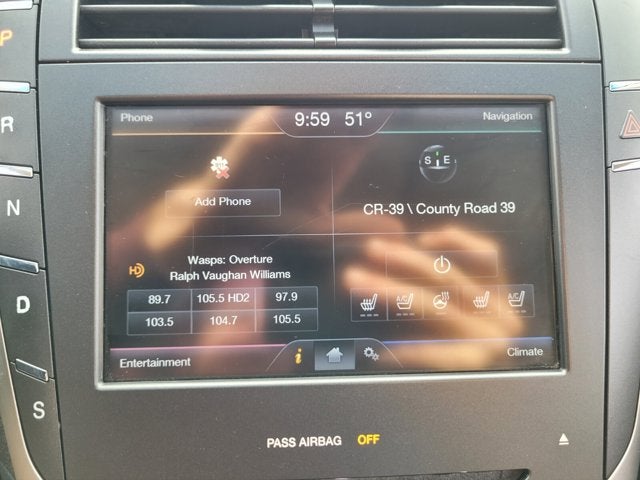 P
R
N
D
S
Phone
9:59 51°
Navigation
Add Phone
S E
CR-39 \ County Road 39
HD
Wasps: Overture
Ralph Vaughan Williams
89.7 105.5 HD2 97.9
103.5 104.7 105.5
A/C
A/C
Entertainment
i
Climate
PASS AIRBAG OFF